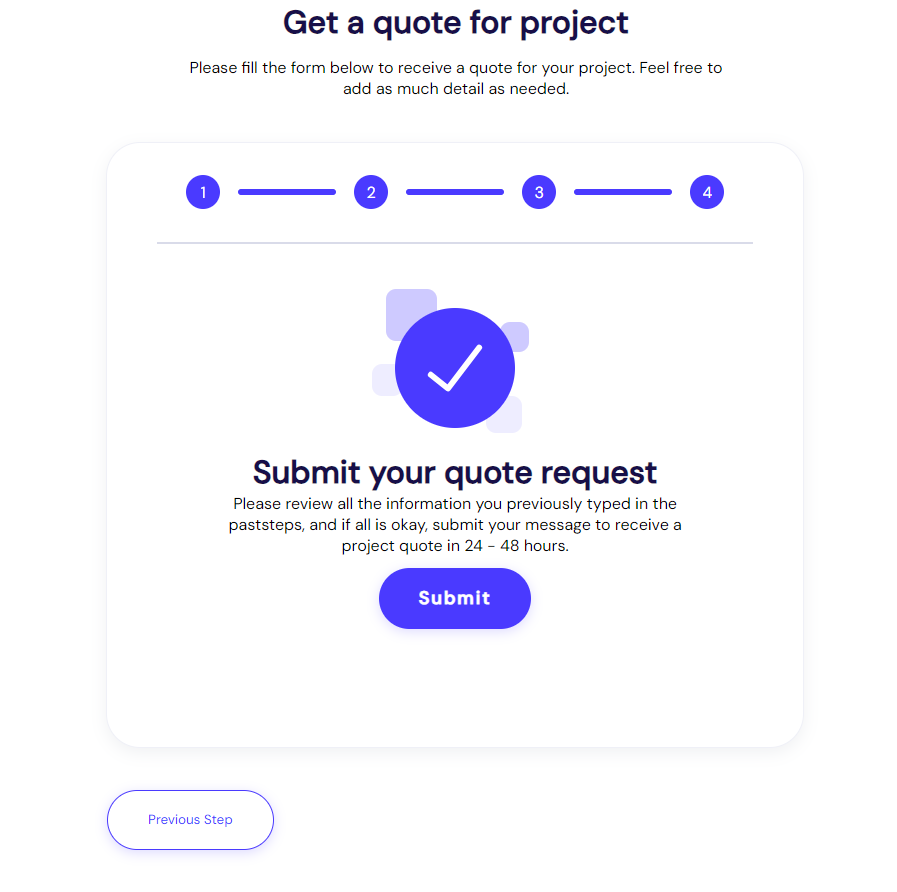 Get a quote for project
Please fill the form below to receive a quote for your project. Feel free to
add as much detail as needed.
1 2 3 4
Submit your quote request
Please review all the information you previously typed in the
paststeps, and if all is okay, submit your message to receive a
project quote in 24 - 48 hours.
Submit
Previous Step